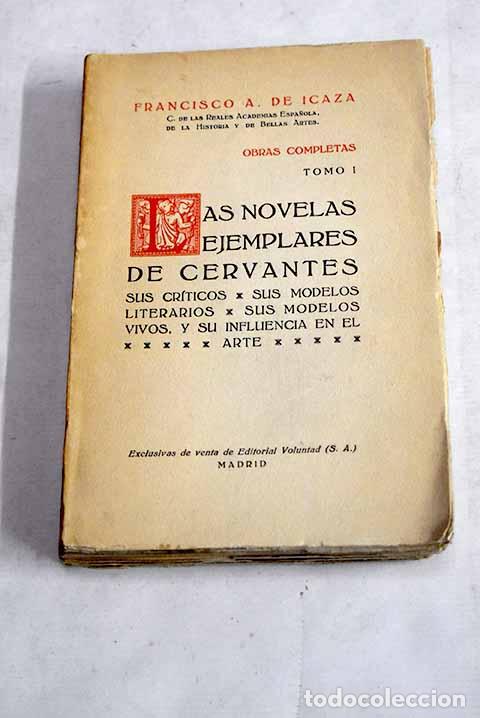 FRANCISCO A. DE ICAZA
C. DE LAS REALES ACADEMIAS ESPAÑOLA,
DE LA HISTORIA Y DE BELLAS ARTES.
OBRAS COMPLETAS
TOMO I
LAS NOVELAS
EJEMPLARES
DE CERVANTES
SUS CRÍTICOS × SUS MODELOS
LITERARIOS × SUS MODELOS
VIVOS, Y SU INFLUENCIA EN EL
× × × × × ARTE × × × × ×
Exclusivas de venta de Editorial Voluntad (S. A.)
MADRID
todocoleccion